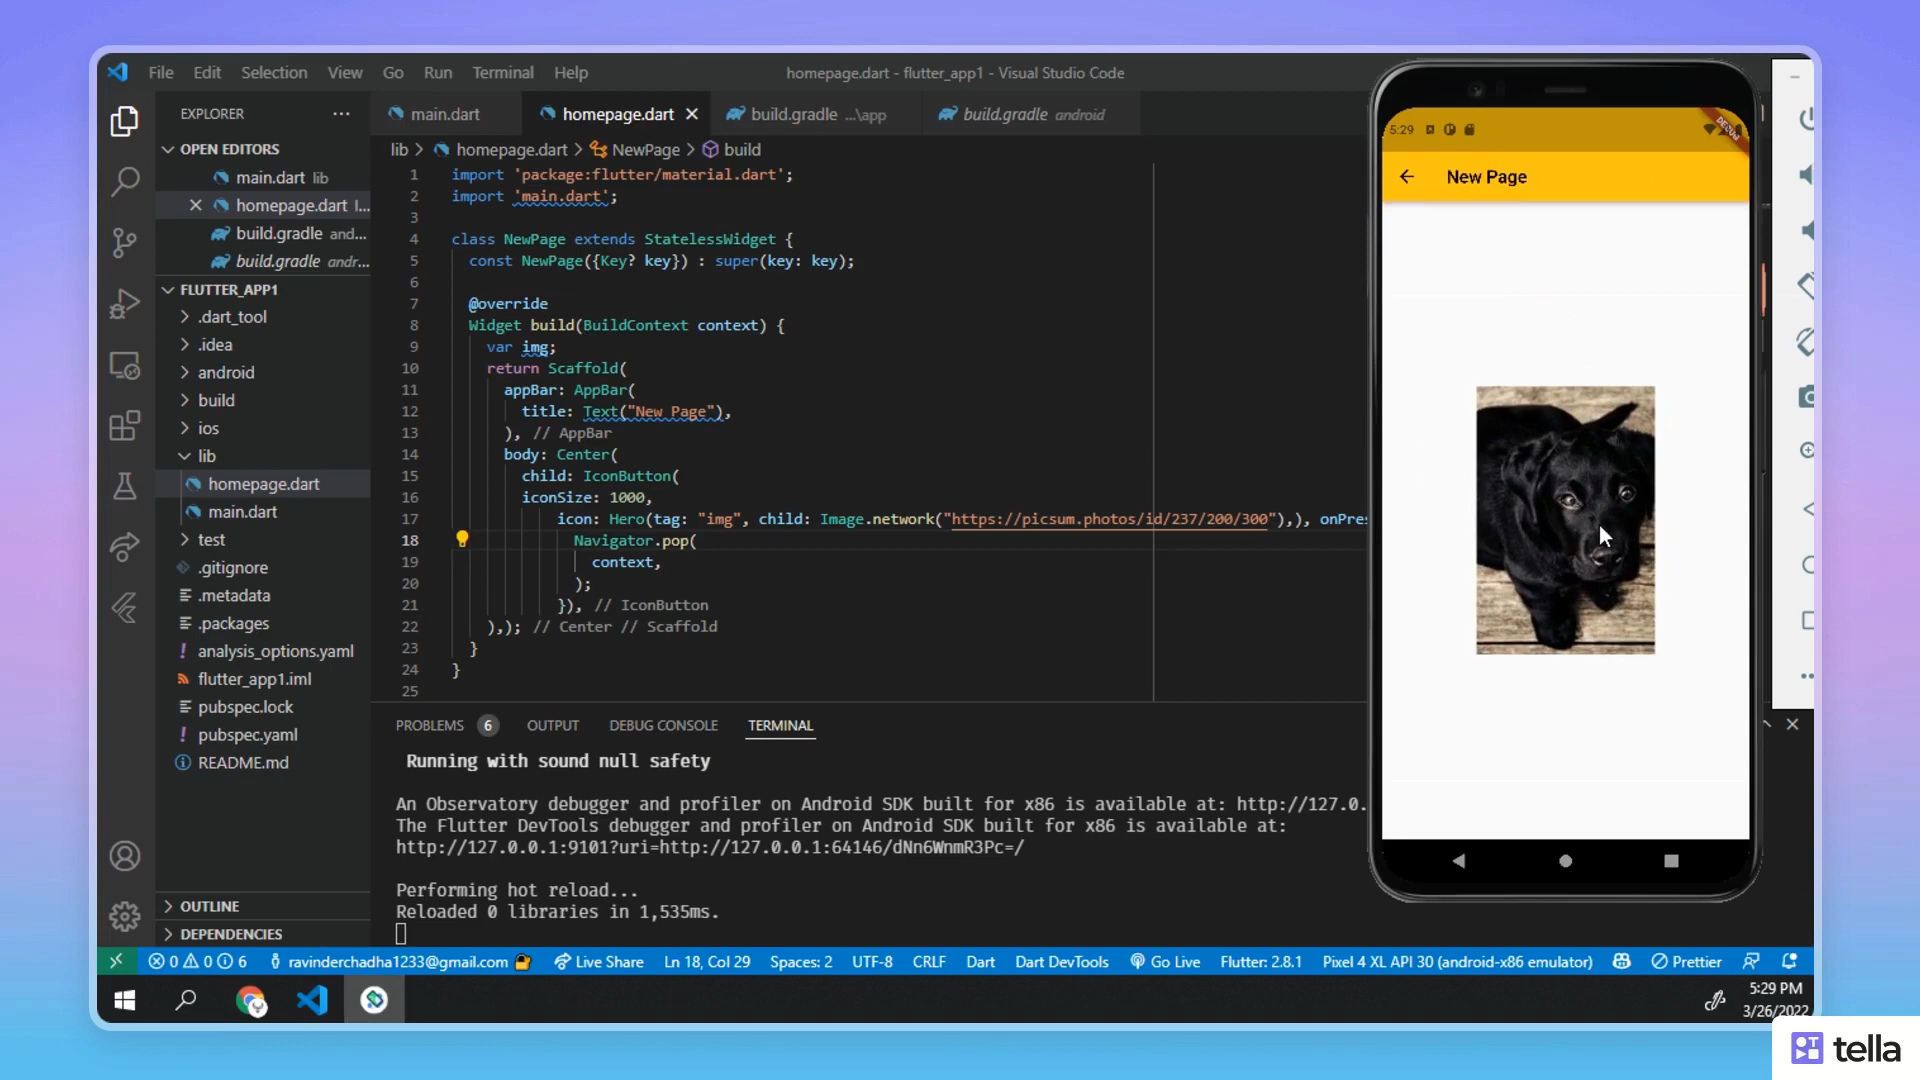 File Edit Selection View Go Run Terminal Help
homepage.dart - flutter_app1 - Visual Studio Code
EXPLORER
OPEN EDITORS
main.dart lib
homepage.dart l...
build.gradle and...
build.gradle andr...
FLUTTER_APP1
.dart_tool
.idea
android
build
ios
lib
homepage.dart
main.dart
test
.gitignore
.metadata
.packages
analysis_options.yaml
flutter_app1.iml
pubspec.lock
pubspec.yaml
README.md
OUTLINE
DEPENDENCIES
main.dart homepage.dart build.gradle ...\app build.gradle android
lib > homepage.dart > NewPage > build
1 import 'package:flutter/material.dart';
2 import 'main.dart';
3
4 class NewPage extends StatelessWidget {
5 const NewPage({Key? key}) : super(key: key);
6
7 @override
8 Widget build(BuildContext context) {
9 var img;
10 return Scaffold(
11 appBar: AppBar(
12 title: Text("New Page"),
13 ), // AppBar
14 body: Center(
15 child: IconButton(
16 iconSize: 1000,
17 icon: Hero(tag: "img", child: Image.network("https://picsum.photos/id/237/200/300"),), onPres
18 Navigator.pop(
19 context,
20 );
21 }), // IconButton
22 ),); // Center // Scaffold
23 }
24 }
25
PROBLEMS 6 OUTPUT DEBUG CONSOLE TERMINAL
Running with sound null safety
An Observatory debugger and profiler on Android SDK built for x86 is available at: http://127.0.
The Flutter DevTools debugger and profiler on Android SDK built for x86 is available at:
http://127.0.0.1:9101?uri=http://127.0.0.1:64146/dNn6WnmR3Pc=/
Performing hot reload...
Reloaded 0 libraries in 1,535ms.
5:29
DEBUG
New Page
0 0 6 ravinderchadha1233@gmail.com Live Share Ln 18, Col 29 Spaces: 2 UTF-8 CRLF Dart Dart DevTools Go Live Flutter: 2.8.1 Pixel 4 XL API 30 (android-x86 emulator) Prettier
5:29 PM
3/26/2022
tella